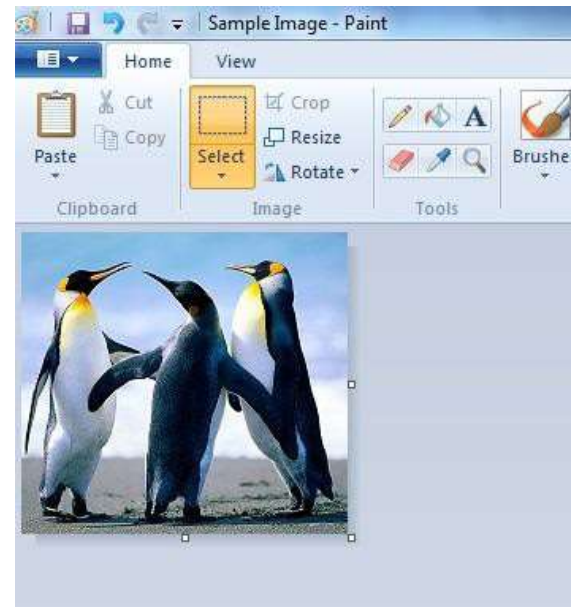 Sample Image - Paint
Home View
Paste
Cut
Copy
Clipboard
Select
Crop
Resize
Rotate
Image
A
Tools
Brushe